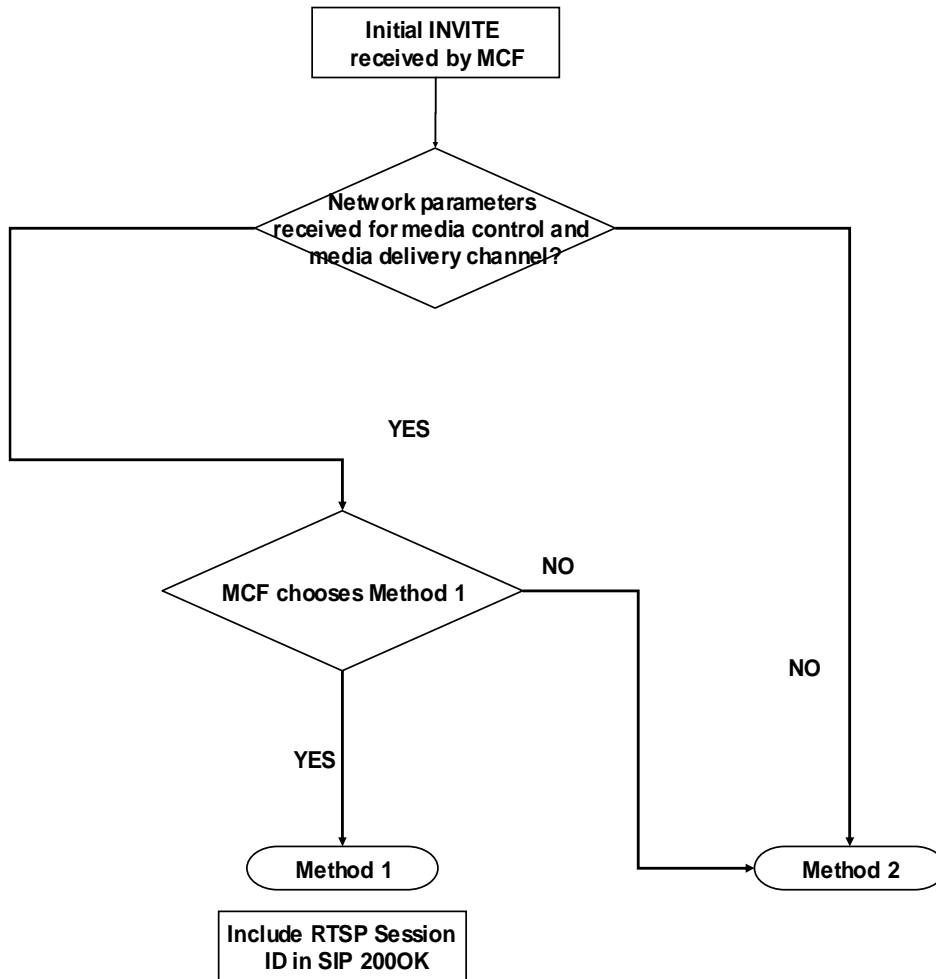 Initial INVITE
received by MCF
Network parameters
received for media control and
media delivery channel?
YES
MCF chooses Method 1
NO
NO
YES
Method 1
Method 2
Include RTSP Session
ID in SIP 200OK